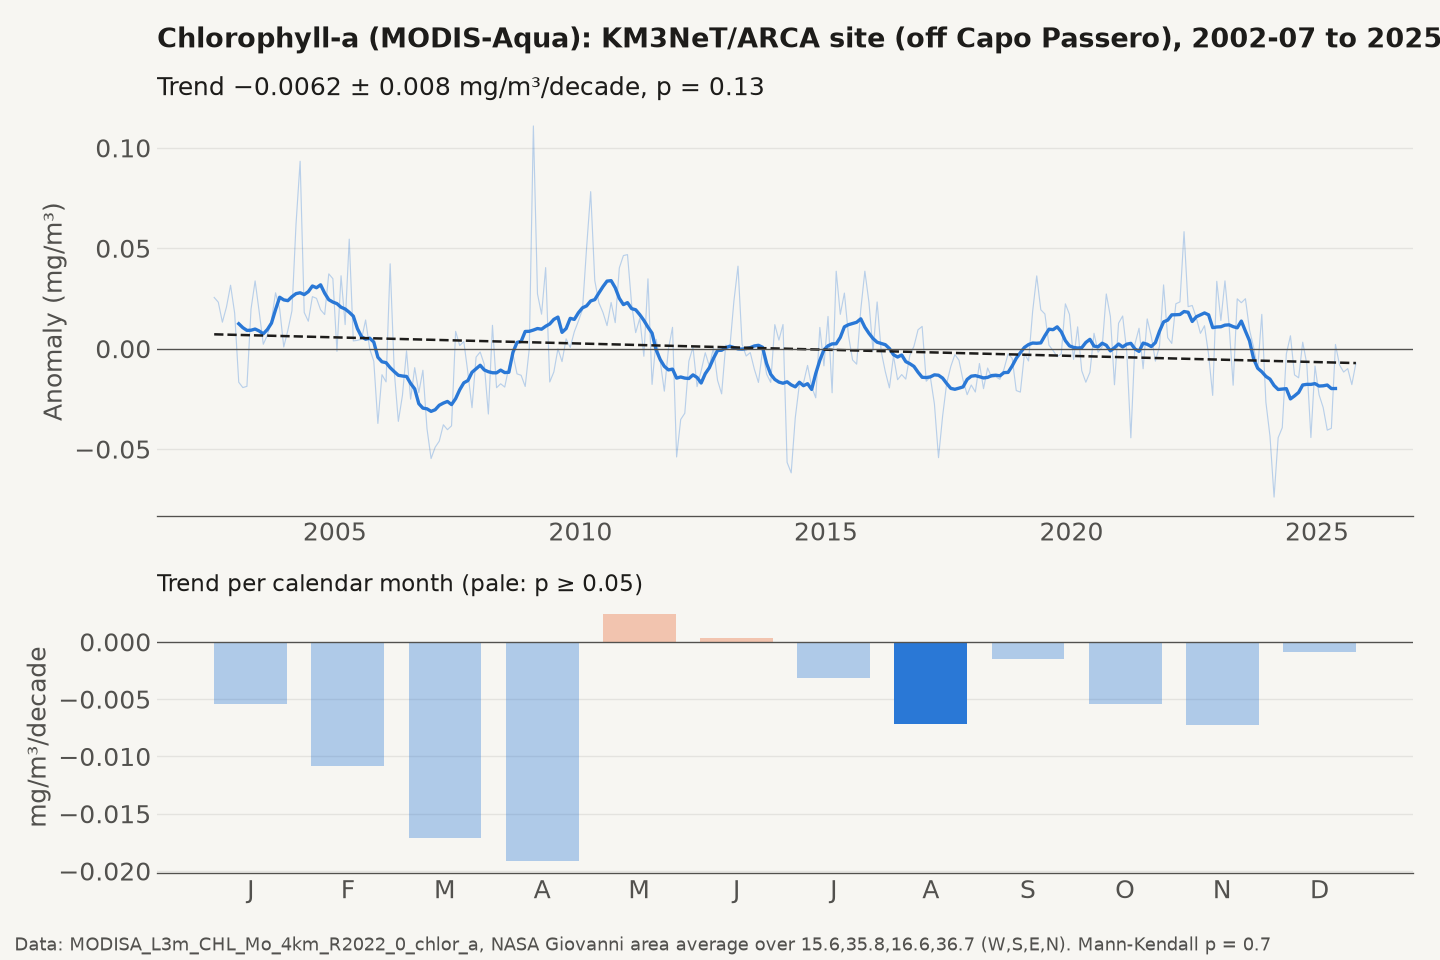 Chlorophyll-a (MODIS-Aqua): KM3NeT/ARCA site (off Capo Passero), 2002-07 to 2025
Trend −0.0062 ± 0.008 mg/m³/decade, p = 0.13
Anomaly (mg/m³)
0.10
0.05
0.00
−0.05
2005 2010 2015 2020 2025
Trend per calendar month (pale: p ≥ 0.05)
mg/m³/decade
0.000
−0.005
−0.010
−0.015
−0.020
J F M A M J J A S O N D
Data: MODISA_L3m_CHL_Mo_4km_R2022_0_chlor_a, NASA Giovanni area average over 15.6,35.8,16.6,36.7 (W,S,E,N). Mann-Kendall p = 0.7